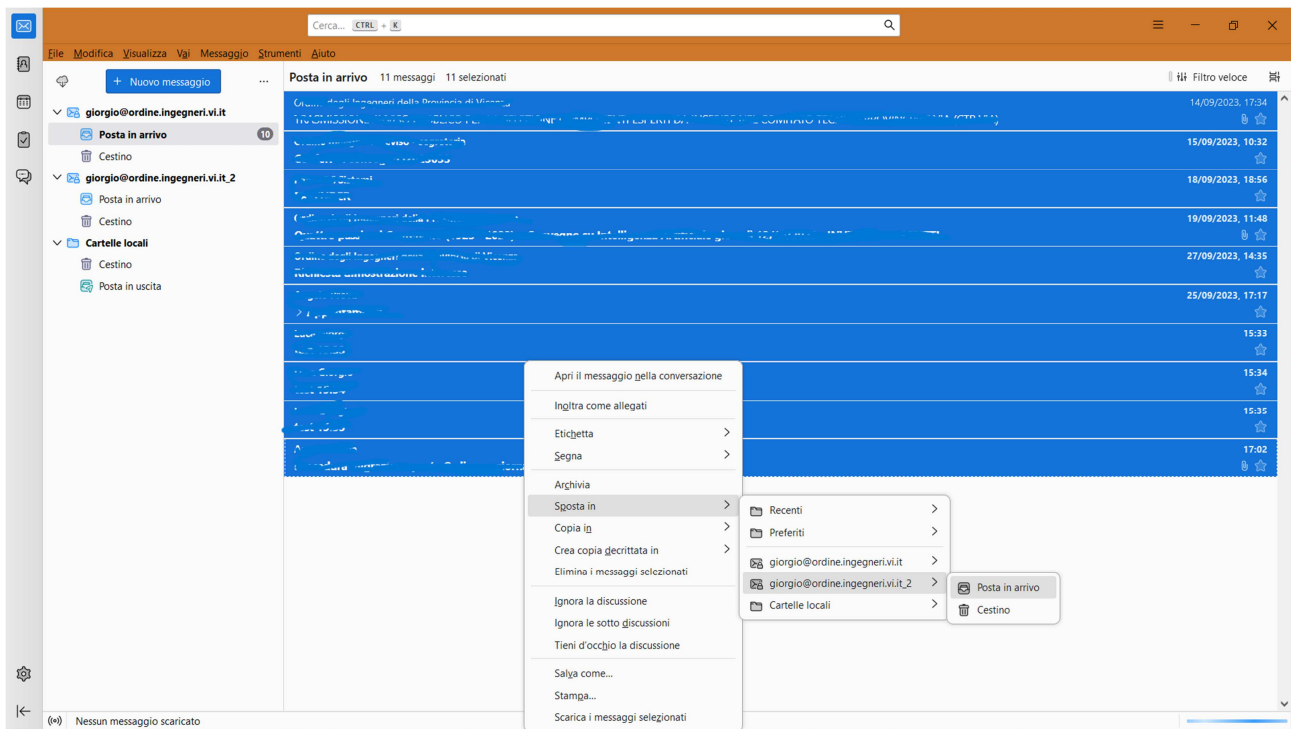 Cerca... CTRL + K
File Modifica Visualizza Vai Messaggio Strumenti Aiuto
+ Nuovo messaggio ...
Posta in arrivo 11 messaggi 11 selezionati
Filtro veloce
giorgio@ordine.ingegneri.vi.it
Posta in arrivo 10
Cestino
giorgio@ordine.ingegneri.vi.it_2
Posta in arrivo
Cestino
Cartelle locali
Cestino
Posta in uscita
degli Ingegneri della Provincia di Vicenza
14/09/2023, 17:34
15/09/2023, 10:32
18/09/2023, 18:56
19/09/2023, 11:48
27/09/2023, 14:35
25/09/2023, 17:17
15:33
15:34
15:35
17:02
Apri il messaggio nella conversazione
Inoltra come allegati
Etichetta
Segna
Archivia
Sposta in
Copia in
Crea copia decrittata in
Elimina i messaggi selezionati
Ignora la discussione
Ignora le sotto discussioni
Tieni d'occhio la discussione
Salva come...
Stampa...
Scarica i messaggi selezionati
Recenti
Preferiti
giorgio@ordine.ingegneri.vi.it
giorgio@ordine.ingegneri.vi.it_2
Cartelle locali
Posta in arrivo
Cestino
Nessun messaggio scaricato